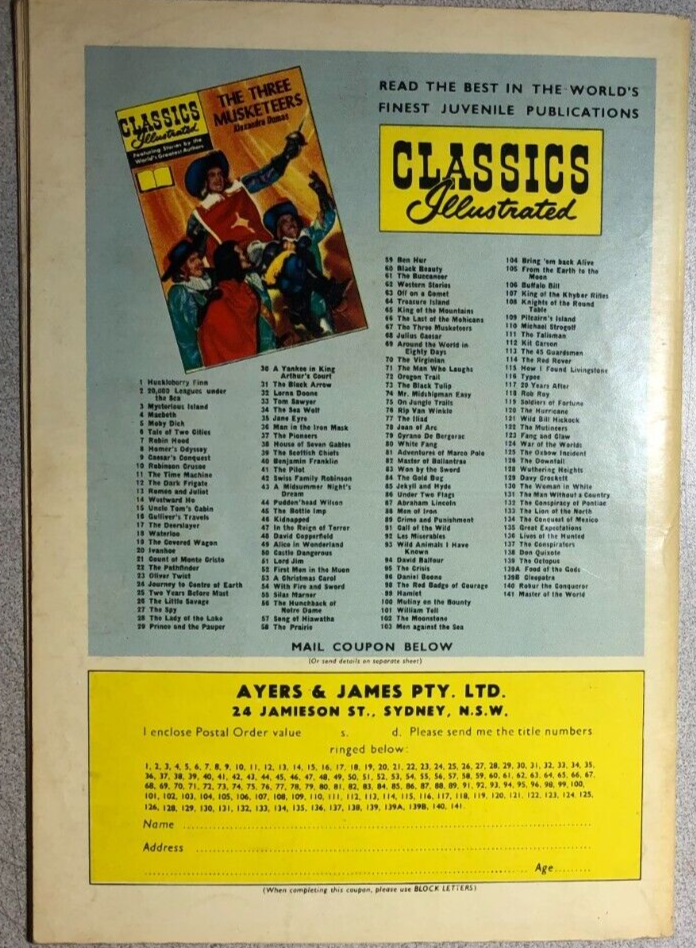 CLASSICS
Illustrated
Featuring Stories by the
World's Greatest Authors
THE THREE
MUSKETEERS
Alexandre Dumas
READ THE BEST IN THE WORLD'S
FINEST JUVENILE PUBLICATIONS
CLASSICS
Illustrated
1 Huckleberry Finn
2 20,000 Leagues under
the Sea
3 Mysterious Island
4 Macbeth
5 Moby Dick
6 Tale of Two Cities
7 Robin Hood
8 Homer's Odyssey
9 Caesar's Conquest
10 Robinson Crusoe
11 The Time Machine
12 The Dark Frigate
13 Romeo and Juliet
14 Westward Ho
15 Uncle Tom's Cabin
16 Gulliver's Travels
17 The Deerslayer
18 Waterloo
19 The Covered Wagon
20 Ivanhoe
21 Count of Monte Cristo
22 The Pathfinder
23 Oliver Twist
24 Journey to Centre of Earth
25 Two Years Before Mast
26 The Little Savage
27 The Spy
28 The Lady of the Lake
29 Prince and the Pauper
30 A Yankee in King
Arthur's Court
31 The Black Arrow
32 Lorna Doone
33 Tom Sawyer
34 The Sea Wolf
35 Jane Eyre
36 Man in the Iron Mask
37 The Pioneers
38 House of Seven Gables
39 The Scottish Chiefs
40 Benjamin Franklin
41 The Pilot
42 Swiss Family Robinson
43 A Midsummer Night's
Dream
44 Pudden'head Wilson
45 The Bottle Imp
46 Kidnapped
47 In the Reign of Terror
48 David Copperfield
49 Alice in Wonderland
50 Castle Dangerous
51 Lord Jim
52 First Men in the Moon
53 A Christmas Carol
54 With Fire and Sword
55 Silas Marner
56 The Hunchback of
Notre Dame
57 Song of Hiawatha
58 The Prairie
59 Ben Hur
60 Black Beauty
61 The Buccaneer
62 Western Stories
63 Off on a Comet
64 Treasure Island
65 King of the Mountains
66 The Last of the Mohicans
67 The Three Musketeers
68 Julius Caesar
69 Around the World in
Eighty Days
70 The Virginian
71 The Man Who Laughs
72 Oregon Trail
73 The Black Tulip
74 Mr. Midshipman Easy
75 On Jungle Trails
76 Rip Van Winkle
77 The Iliad
78 Joan of Arc
79 Cyrano De Bergerac
80 White Fang
81 Adventures of Marco Polo
82 Master of Ballantrae
83 Won by the Sword
84 The Gold Bug
85 Jekyll and Hyde
86 Under Two Flags
87 Abraham Lincoln
88 Men of Iron
89 Crime and Punishment
91 Call of the Wild
92 Les Miserables
93 Wild Animals I Have
Known
94 David Balfour
95 The Crisis
96 Daniel Boone
98 The Red Badge of Courage
99 Hamlet
100 Mutiny on the Bounty
101 William Tell
102 The Moonstone
103 Men against the Sea
104 Bring 'em back Alive
105 From the Earth to the
Moon
106 Buffalo Bill
107 King of the Khyber Rifles
108 Knights of the Round
Table
109 Pitcairn's Island
110 Michael Strogoff
111 The Talisman
112 Kit Carson
113 The 45 Guardsmen
114 The Red Rover
115 How I Found Livingstone
116 Typee
117 20 Years After
118 Rob Roy
119 Soldiers of Fortune
120 The Hurricane
121 Wild Bill Hickock
122 The Mutineers
123 Fang and Claw
124 War of the Worlds
125 The Oxbow Incident
126 The Downfall
128 Wuthering Heights
129 Davy Crockett
130 The Woman in White
131 The Man Without a Country
132 The Conspiracy of Pontiac
133 The Lion of the North
134 The Conquest of Mexico
135 Great Expectations
136 Lives of the Hunted
137 The Conspirators
138 Don Quixote
139 The Octopus
139A Food of the Gods
139B Cleopatra
140 Robur the Conqueror
141 Master of the World
MAIL COUPON BELOW
(Or send details on separate sheet)
AYERS & JAMES PTY. LTD.
24 JAMIESON ST., SYDNEY, N.S.W.
I enclose Postal Order value s. d. Please send me the title numbers
ringed below:
1, 2, 3, 4, 5, 6, 7, 8, 9, 10, 11, 12, 13, 14, 15, 16, 17, 18, 19, 20, 21, 22, 23, 24, 25, 26, 27, 28, 29, 30, 31, 32, 33, 34, 35,
36, 37, 38, 39, 40, 41, 42, 43, 44, 45, 46, 47, 48, 49, 50, 51, 52, 53, 54, 55, 56, 57, 58, 59, 60, 61, 62, 63, 64, 65, 66, 67,
68, 69, 70, 71, 72, 73, 74, 75, 76, 77, 78, 79, 80, 81, 82, 83, 84, 85, 86, 87, 88, 89, 91, 92, 93, 94, 95, 96, 98, 99, 100,
101, 102, 103, 104, 105, 106, 107, 108, 109, 110, 111, 112, 113, 114, 115, 116, 117, 118, 119, 120, 121, 122, 123, 124, 125,
126, 128, 129, 130, 131, 132, 133, 134, 135, 136, 137, 138, 139, 139A, 139B, 140, 141.
Name
Address
Age
(When completing this coupon, please use BLOCK LETTERS)